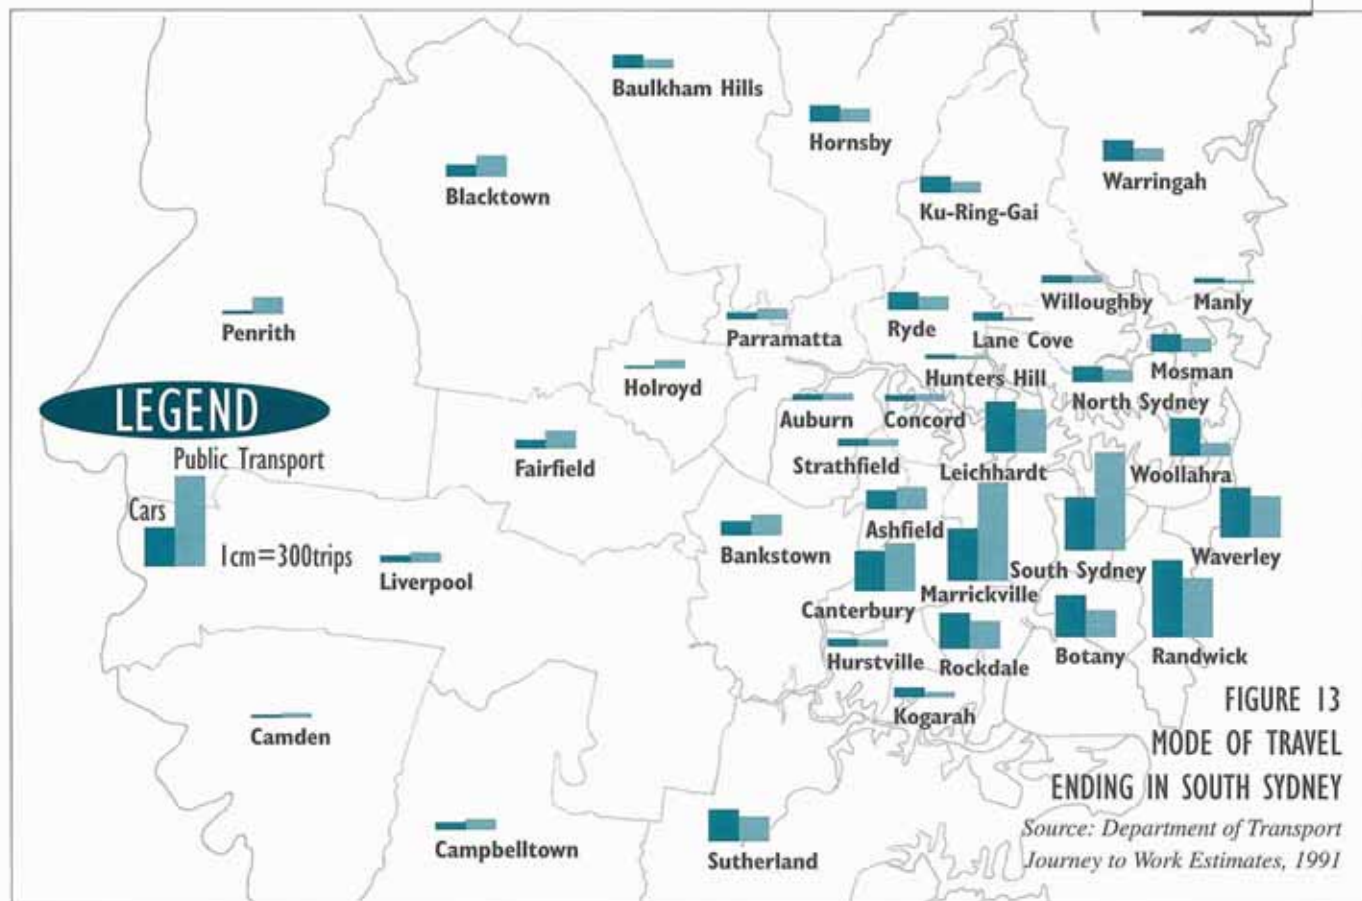 Baulkham Hills
Hornsby
Warringah
Blacktown
Ku-Ring-Gai
Willoughby
Manly
Penrith
Parramatta
Ryde
Lane Cove
Mosman
Holroyd
Hunters Hill
North Sydney
LEGEND
Auburn
Concord
Public Transport
Fairfield
Strathfield
Leichhardt
Woollahra
Cars
Ashfield
1cm=300trips
Bankstown
Waverley
Liverpool
South Sydney
Marrickville
Canterbury
Hurstville
Rockdale
Botany
Randwick
Kogarah
Camden
FIGURE 13
MODE OF TRAVEL
ENDING IN SOUTH SYDNEY
Source: Department of Transport
Journey to Work Estimates, 1991
Campbelltown
Sutherland